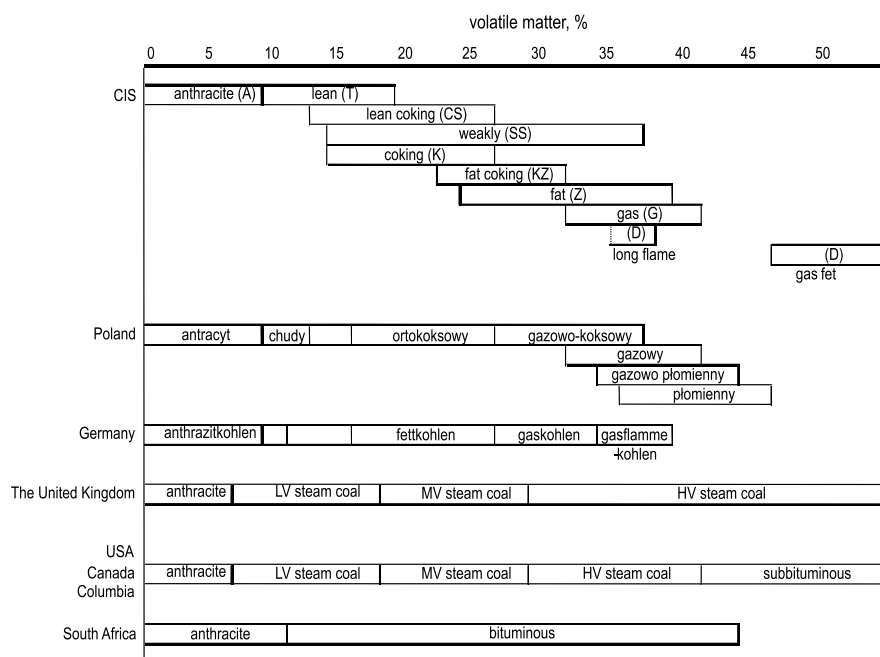 volatile matter, %
0 5 10 15 20 25 30 35 40 45 50
CIS anthracite (A) lean (T)
lean coking (CS)
weakly (SS)
coking (K)
fat coking (KZ)
fat (Z)
gas (G)
(D)
long flame (D)
gas fet
Poland antracyt chudy ortokoksowy gazowo-koksowy
gazowy
gazowo płomienny
płomienny
Germany anthrazitkohlen fettkohlen gaskohlen gasflamme
-kohlen
The United Kingdom anthracite LV steam coal MV steam coal HV steam coal
USA
Canada anthracite LV steam coal MV steam coal HV steam coal subbituminous
Columbia
South Africa anthracite bituminous